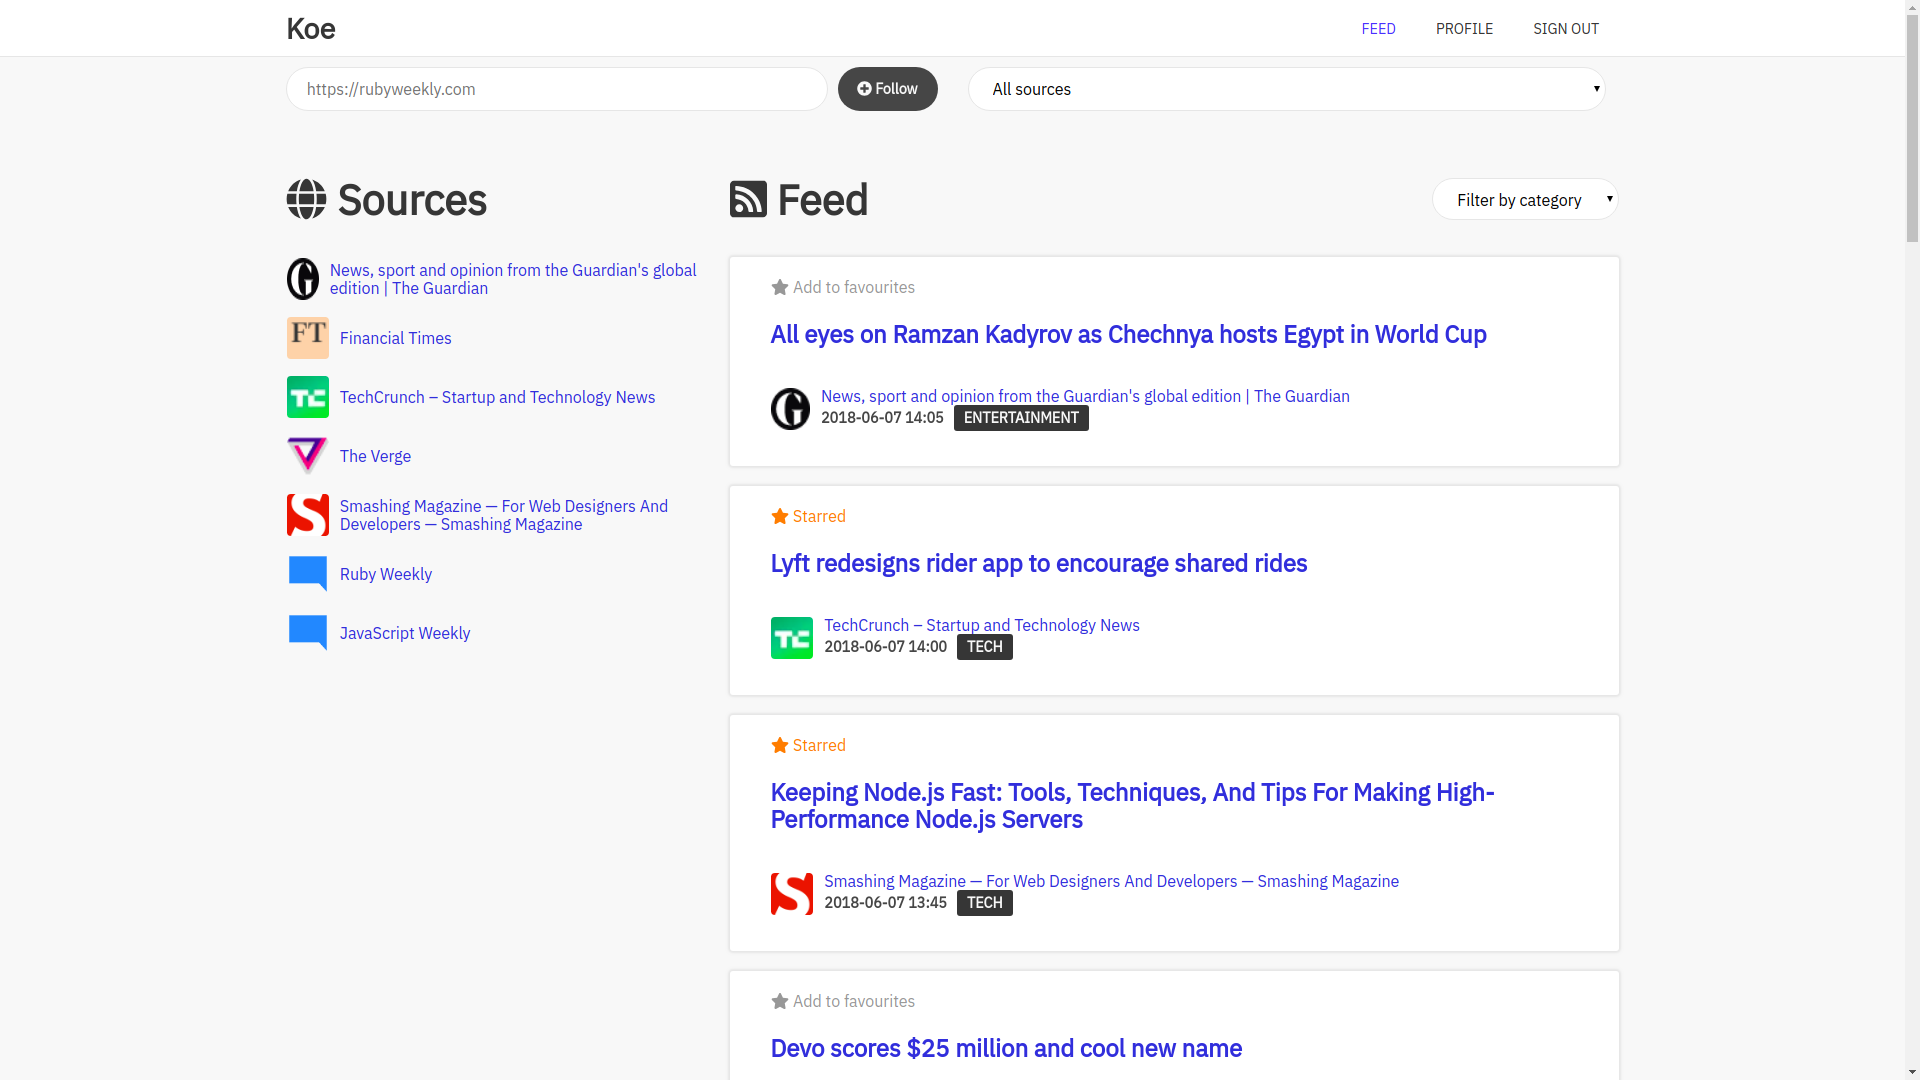 Koe
FEED
PROFILE
SIGN OUT
https://rubyweekly.com
Follow
All sources
Sources
News, sport and opinion from the Guardian's global
edition | The Guardian
FT
Financial Times
TC
TechCrunch – Startup and Technology News
The Verge
S
Smashing Magazine — For Web Designers And
Developers — Smashing Magazine
Ruby Weekly
JavaScript Weekly
Feed
Filter by category
Add to favourites
All eyes on Ramzan Kadyrov as Chechnya hosts Egypt in World Cup
G
News, sport and opinion from the Guardian's global edition | The Guardian
2018-06-07 14:05 ENTERTAINMENT
Starred
Lyft redesigns rider app to encourage shared rides
TC
TechCrunch – Startup and Technology News
2018-06-07 14:00 TECH
Starred
Keeping Node.js Fast: Tools, Techniques, And Tips For Making High-
Performance Node.js Servers
S
Smashing Magazine — For Web Designers And Developers — Smashing Magazine
2018-06-07 13:45 TECH
Add to favourites
Devo scores $25 million and cool new name